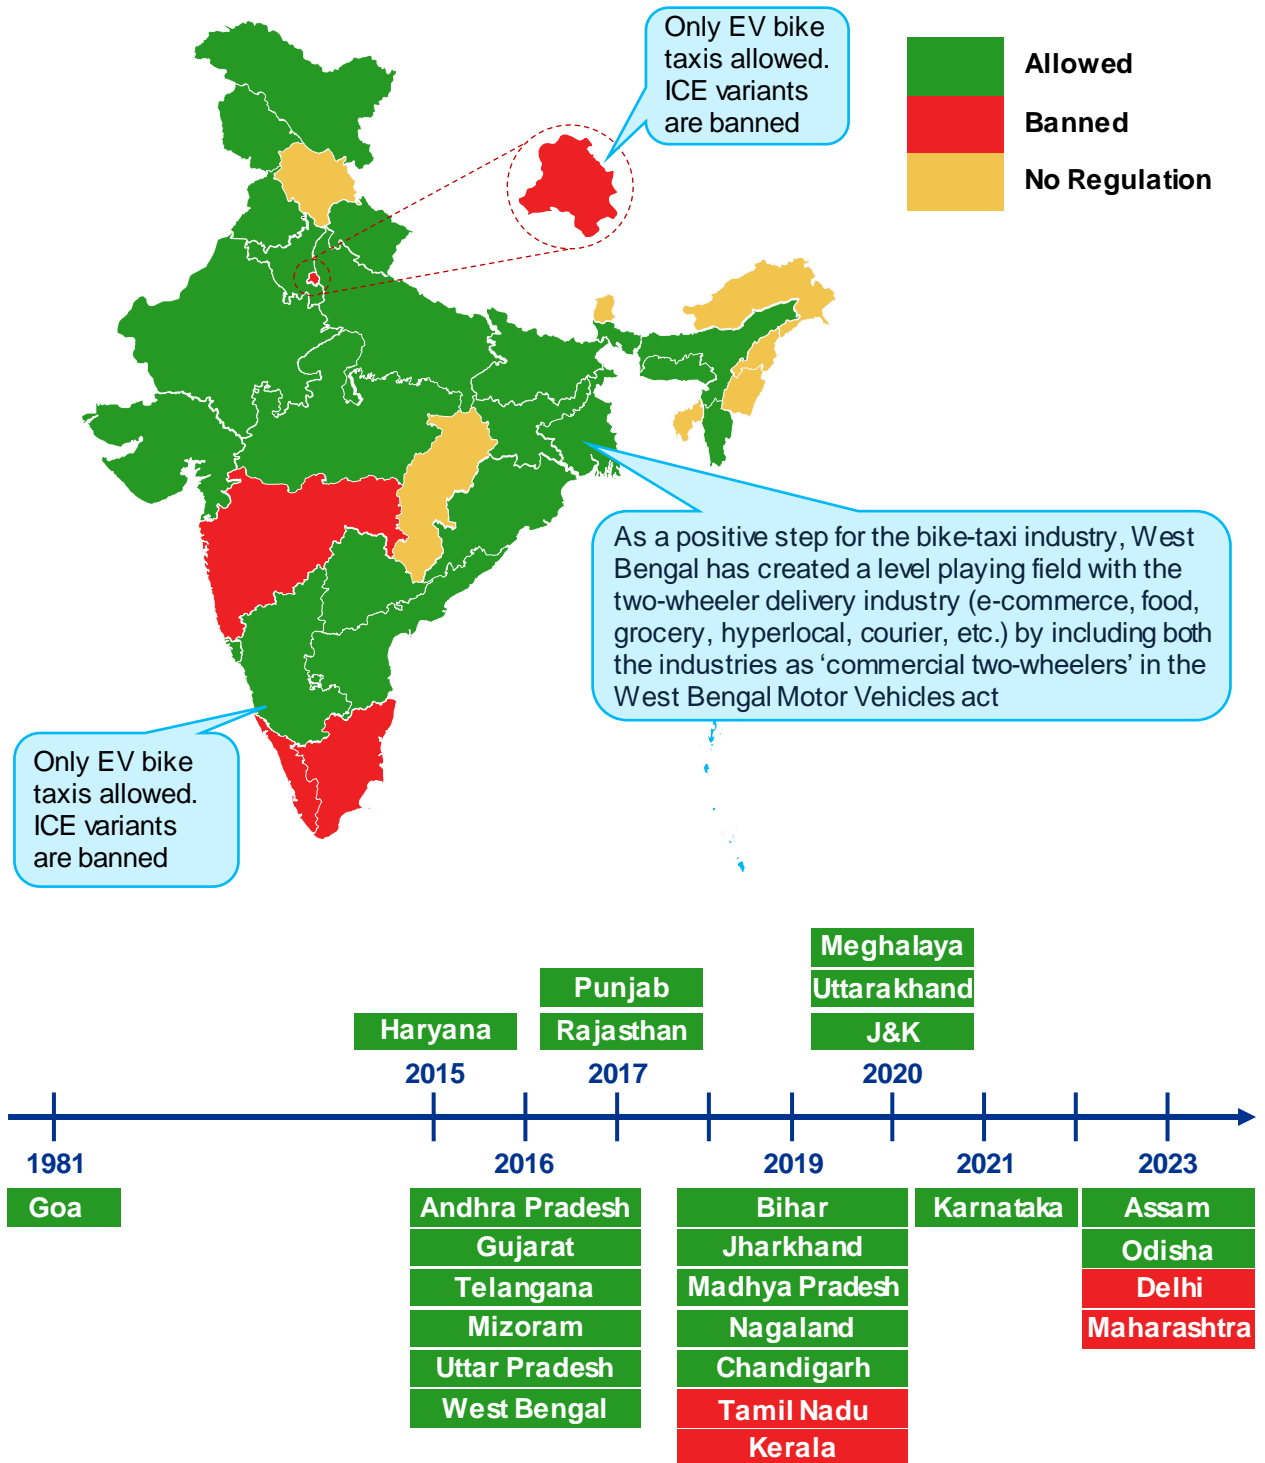 Only EV bike
taxis allowed.
ICE variants
are banned
Allowed
Banned
No Regulation
As a positive step for the bike-taxi industry, West
Bengal has created a level playing field with the
two-wheeler delivery industry (e-commerce, food,
grocery, hyperlocal, courier, etc.) by including both
the industries as ‘commercial two-wheelers’ in the
West Bengal Motor Vehicles act
Only EV bike
taxis allowed.
ICE variants
are banned
Meghalaya
Punjab
Uttarakhand
Haryana
Rajasthan
J&K
2015
2017
2020
1981
2016
2019
2021
2023
Goa
Andhra Pradesh
Gujarat
Telangana
Mizoram
Uttar Pradesh
West Bengal
Bihar
Jharkhand
Madhya Pradesh
Nagaland
Chandigarh
Tamil Nadu
Kerala
Karnataka
Assam
Odisha
Delhi
Maharashtra